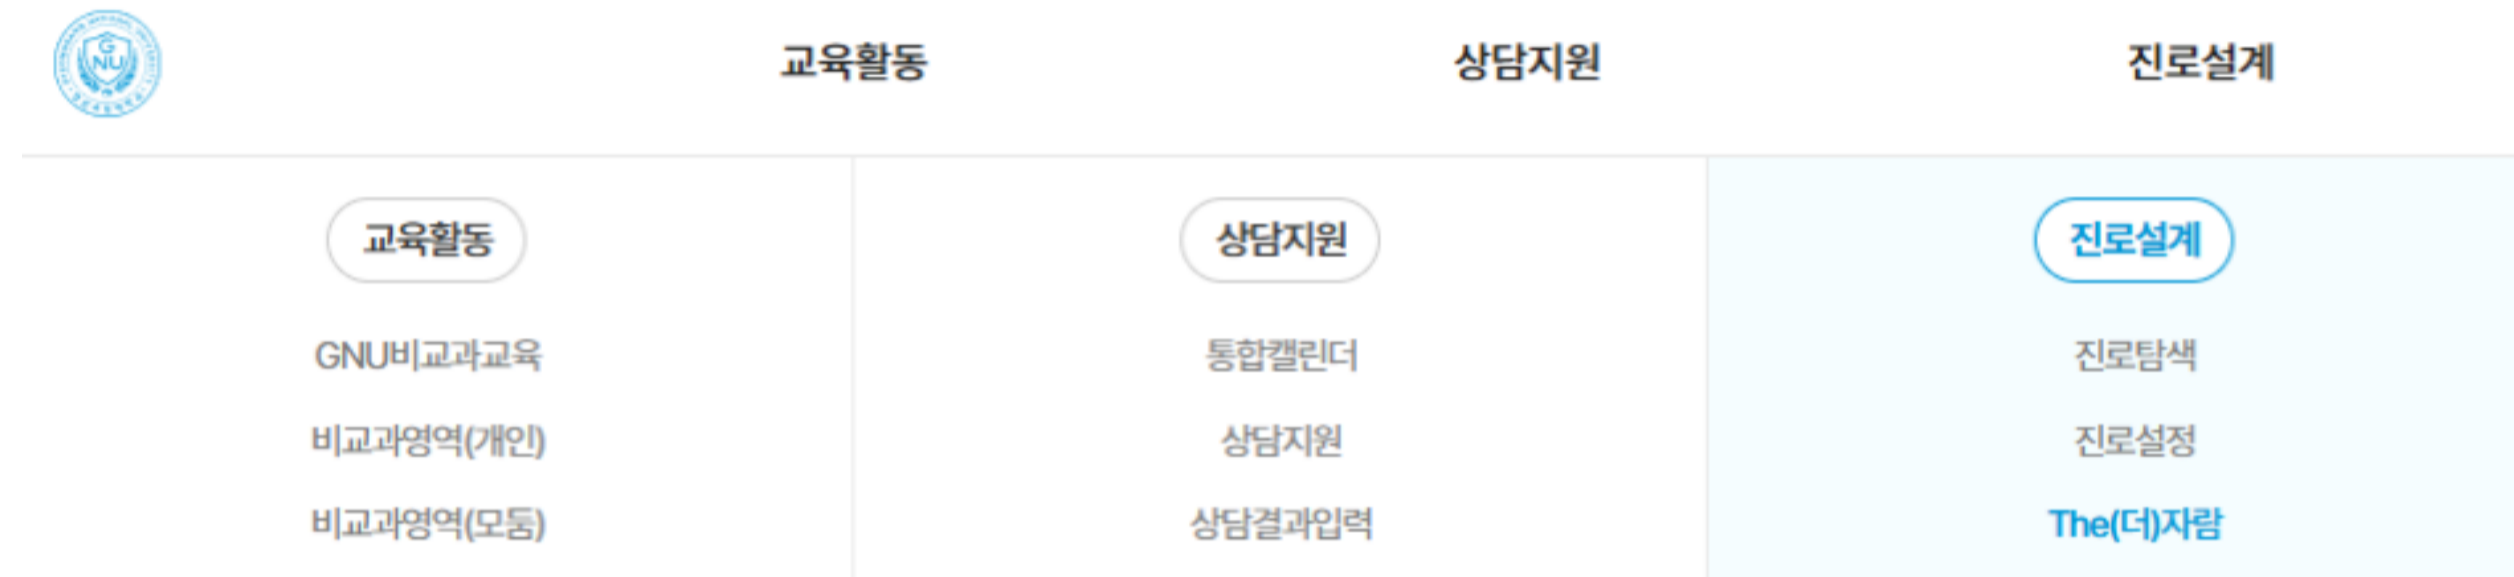 GNU
교육활동 상담지원 진로설계
교육활동 상담지원 진로설계
GNU비교과교육 통합캘린더 진로탐색
비교과영역(개인) 상담지원 진로설정
비교과영역(모둠) 상담결과입력 The(더)자람